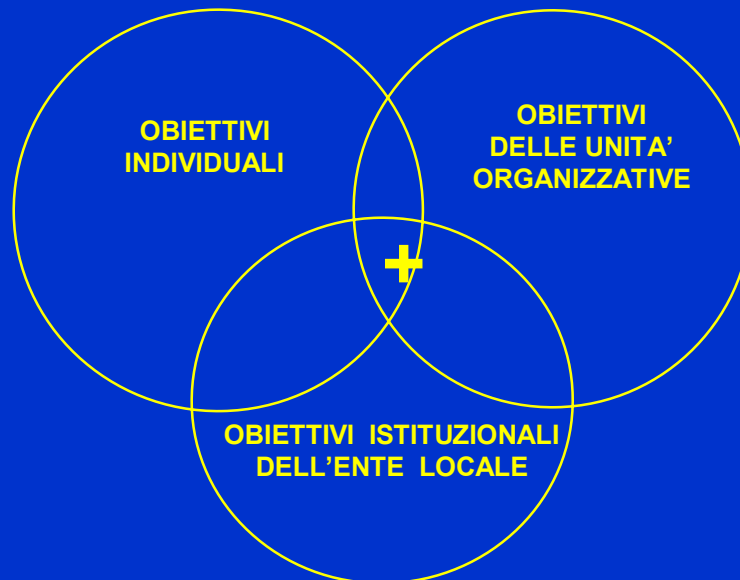 OBIETTIVI
INDIVIDUALI
OBIETTIVI
DELLE UNITA’
ORGANIZZATIVE
+
OBIETTIVI ISTITUZIONALI
DELL’ENTE LOCALE